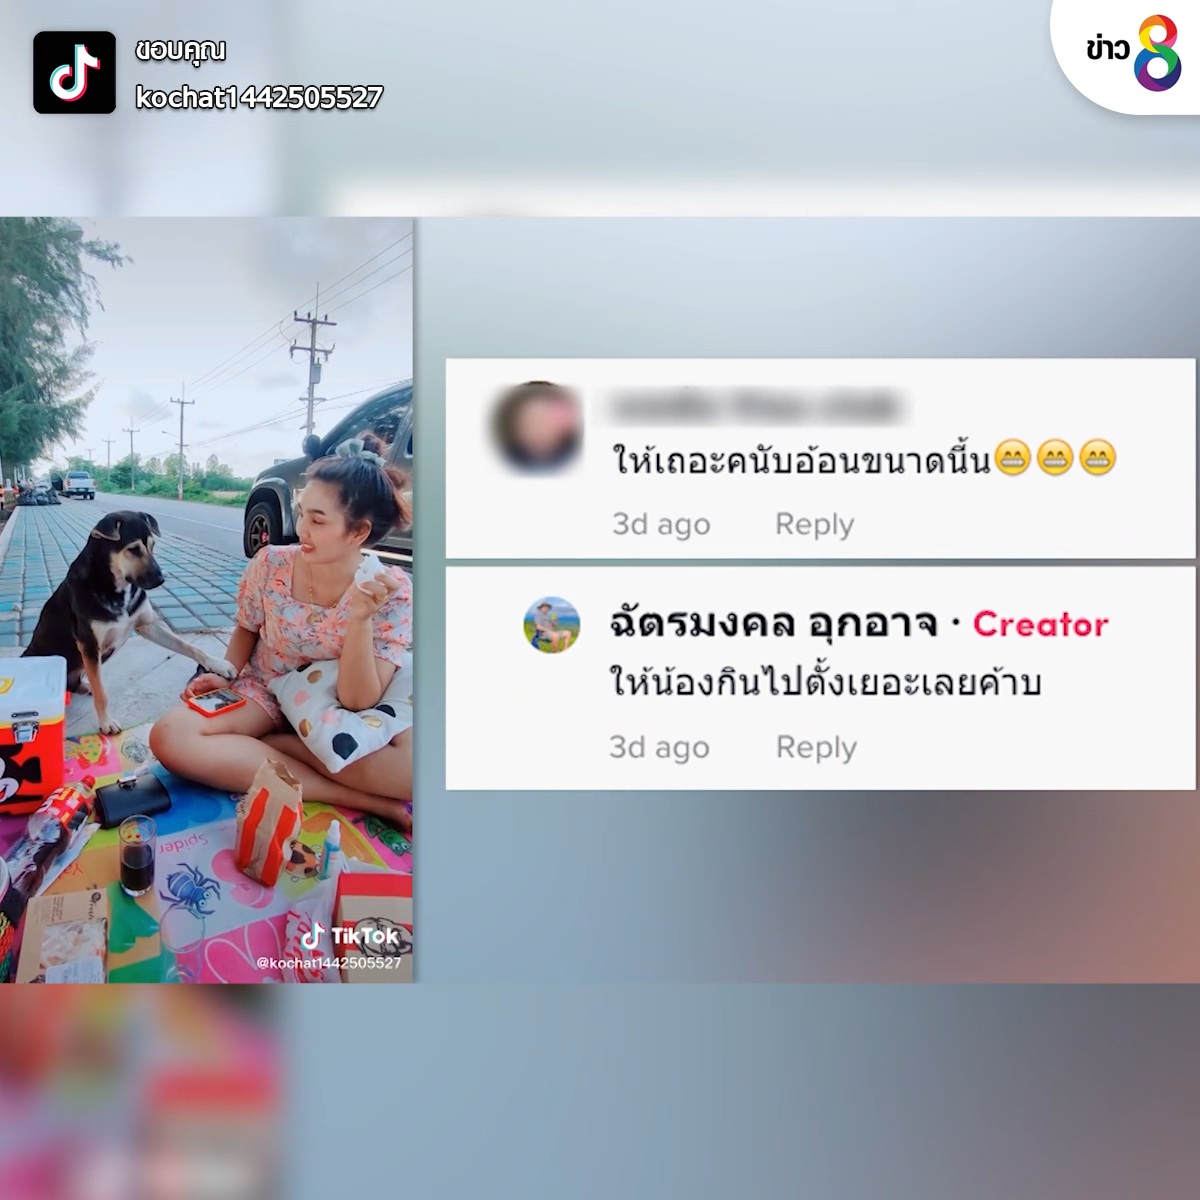 ขอบคุณ
kochat1442505527
ข่าว 8
ให้เถอะคนับอ้อนขนาดนี้น😁😁😁
3d ago Reply
ฉัตรมงคล อุกอาจ · Creator
ให้น้องกินไปตั้งเยอะเลยค้าบ
3d ago Reply
Spider
TikTok
@kochat1442505527